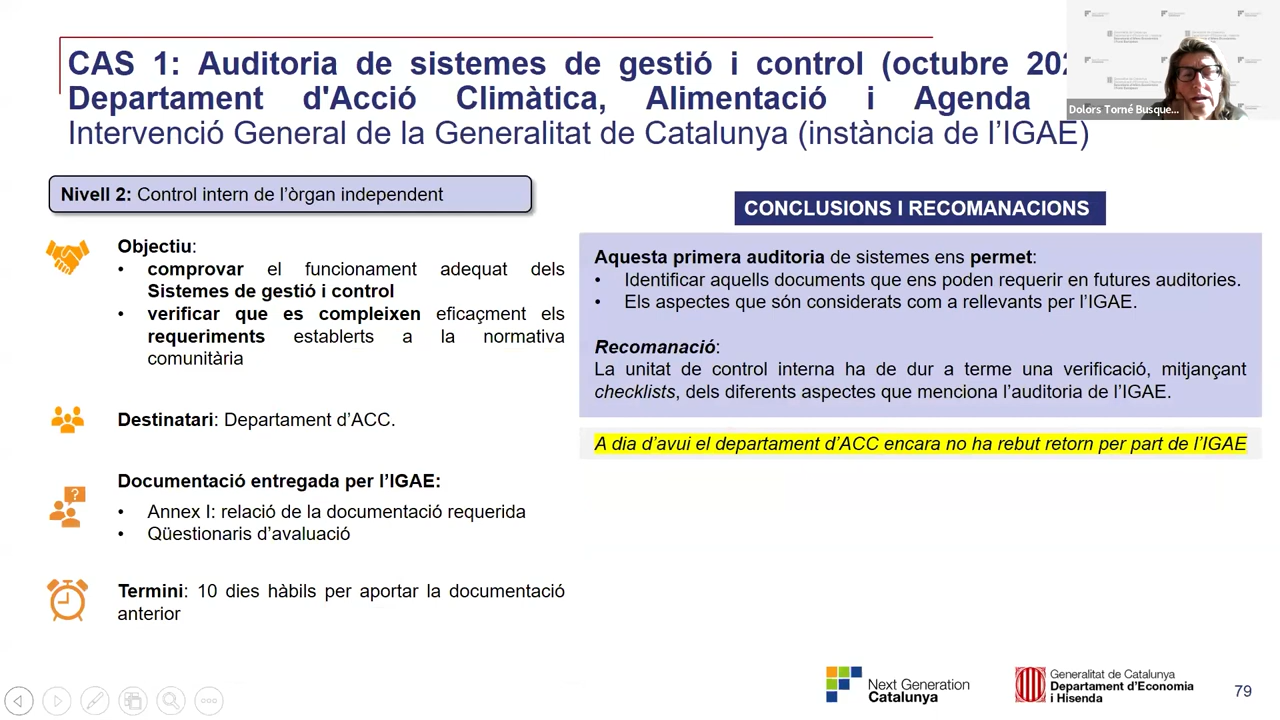 CAS 1: Auditoria de sistemes de gestió i control (octubre
Departament d'Acció Climàtica, Alimentació i Agenda
Intervenció General de la Generalitat de Catalunya (instància de l’IGAE)
Dolors Tomé Busque...
Nivell 2: Control intern de l’òrgan independent
Objectiu:
• comprovar el funcionament adequat dels
Sistemes de gestió i control
• verificar que es compleixen eficaçment els
requeriments establerts a la normativa
comunitària
Destinatari: Departament d’ACC.
Documentació entregada per l’IGAE:
• Annex I: relació de la documentació requerida
• Qüestionaris d’avaluació
Termini: 10 dies hàbils per aportar la documentació
anterior
CONCLUSIONS I RECOMANACIONS
Aquesta primera auditoria de sistemes ens permet:
• Identificar aquells documents que ens poden requerir en futures auditories.
• Els aspectes que són considerats com a rellevants per l’IGAE.
Recomanació:
La unitat de control interna ha de dur a terme una verificació, mitjançant
checklists, dels diferents aspectes que menciona l’auditoria de l’IGAE.
A dia d’avui el departament d’ACC encara no ha rebut retorn per part de l’IGAE
Next Generation
Catalunya
Generalitat de Catalunya
Departament d’Economia
i Hisenda
79